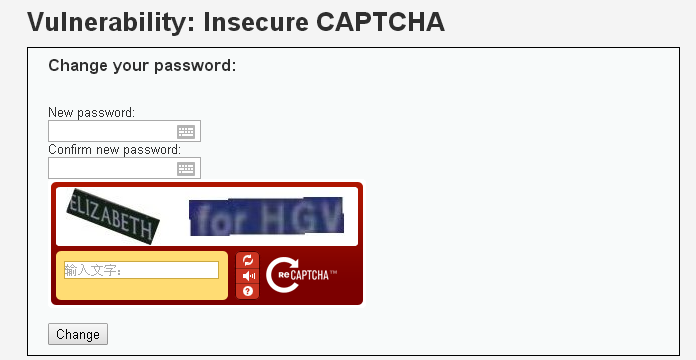 Vulnerability: Insecure CAPTCHA
Change your password:
New password:
Confirm new password:
ELIZABETH for HGV
输入文字:
reCAPTCHA™
?
Change